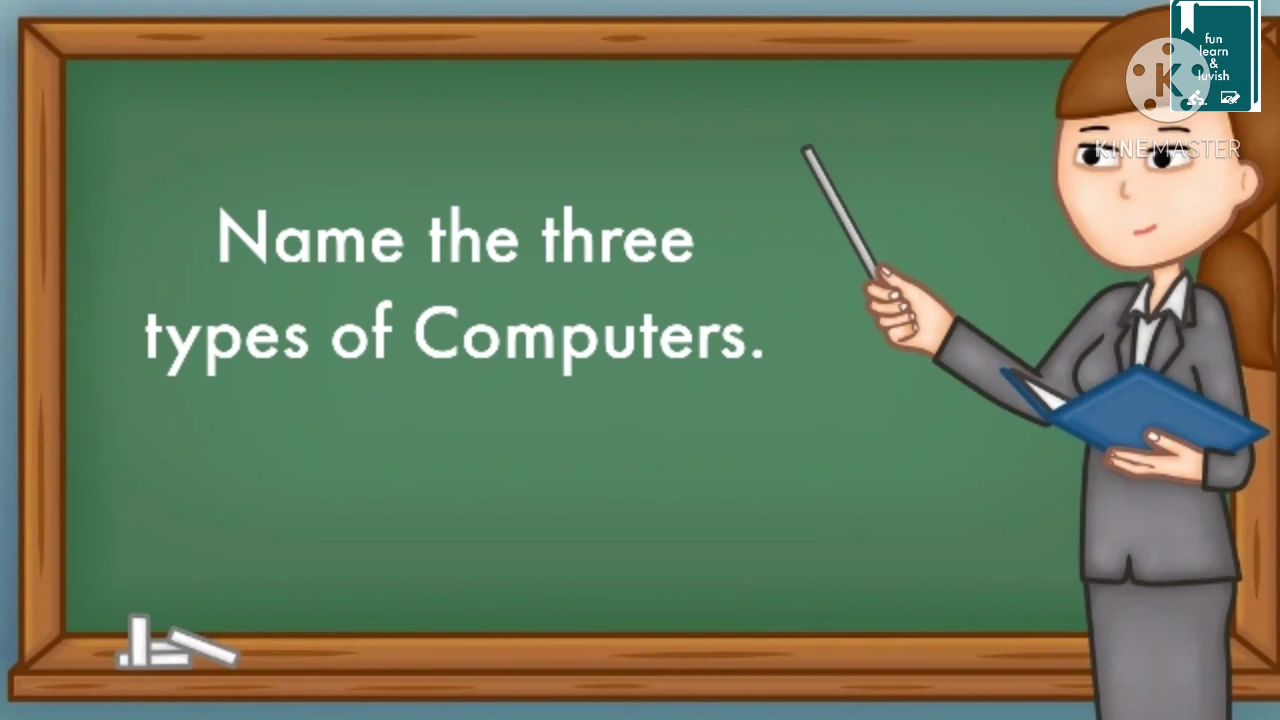 fun
learn
&
luvish
K
KINEMASTER
Name the three
types of Computers.